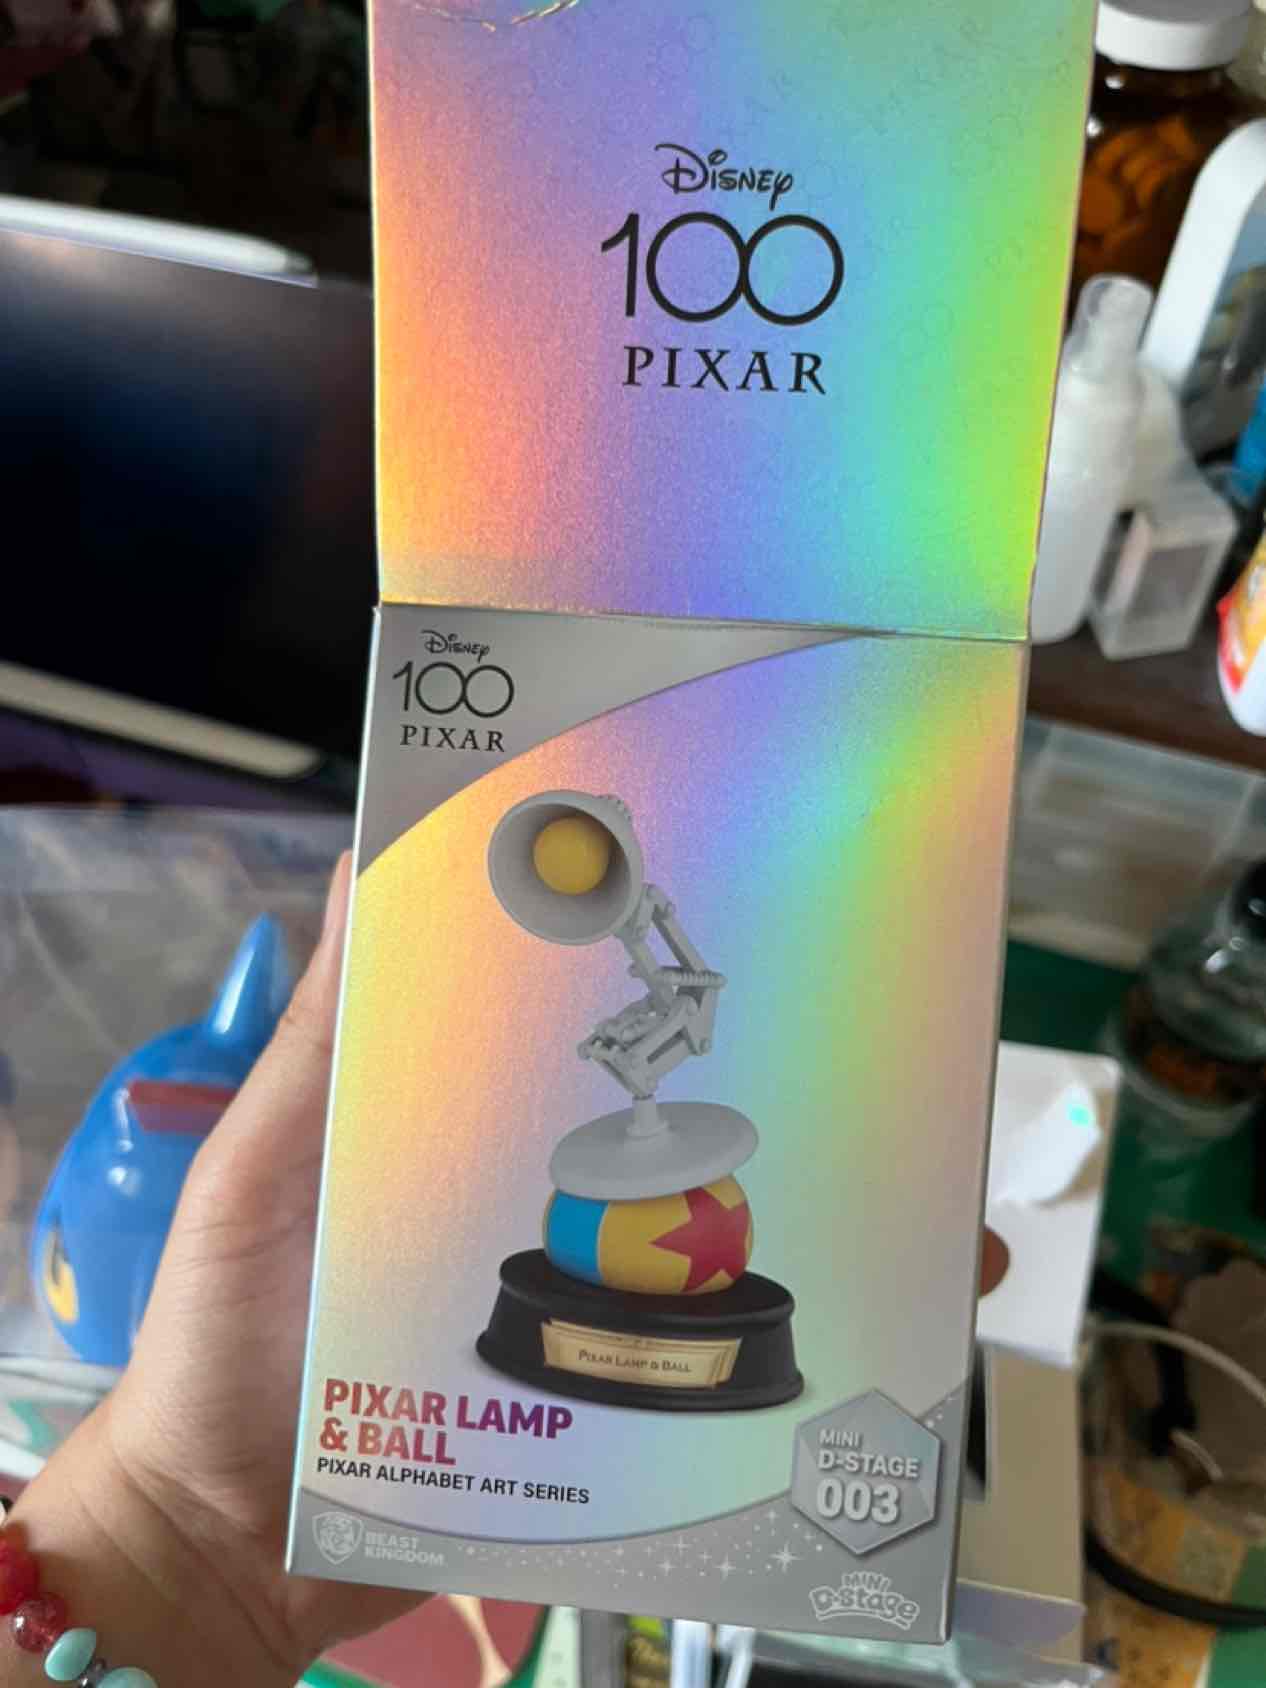 Disney
100
PIXAR
Disney
100
PIXAR
PIXAR LAMP & BALL
PIXAR LAMP
& BALL
PIXAR ALPHABET ART SERIES
MINI
D-STAGE
003
BEAST
KINGDOM
MINI
D-Stage